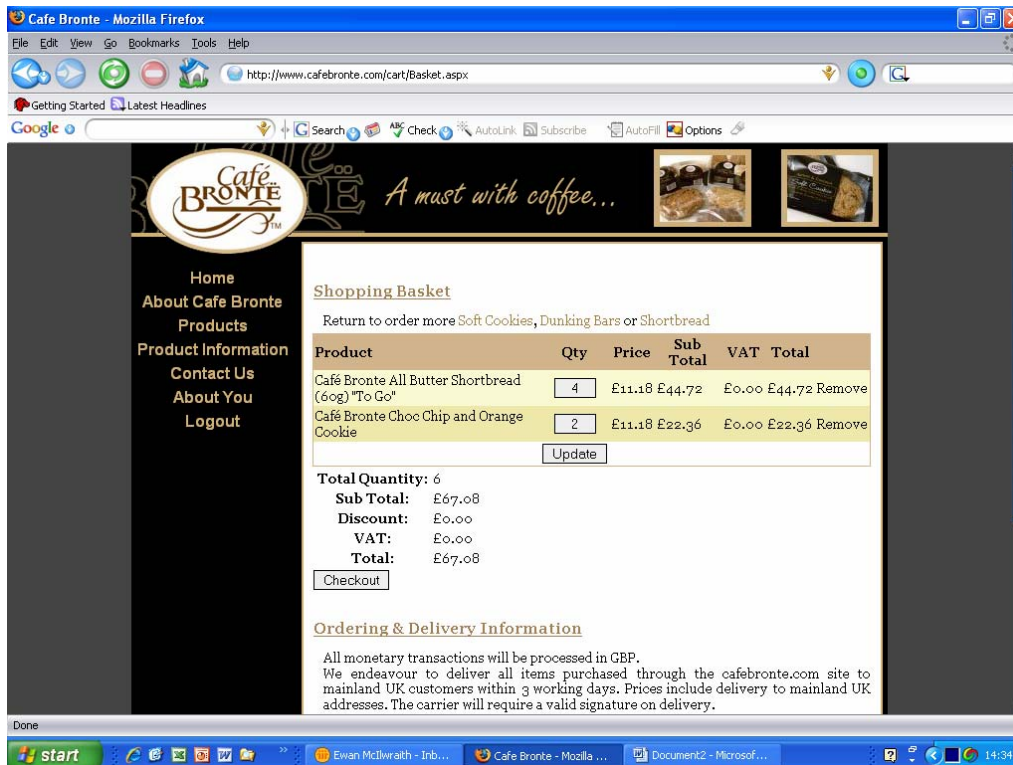 Cafe Bronte - Mozilla Firefox
File Edit View Go Bookmarks Tools Help
http://www.cafebronte.com/cart/Basket.aspx
Getting Started Latest Headlines
Google Search ABC Check AutoLink Subscribe AutoFill Options
Café
BRONTË
TM
A must with coffee...
Home
About Cafe Bronte
Products
Product Information
Contact Us
About You
Logout
Shopping Basket
Return to order more Soft Cookies, Dunking Bars or Shortbread
Product Qty Price Sub Total VAT Total
Café Bronte All Butter Shortbread
(60g) "To Go" 4 £11.18 £44.72 £0.00 £44.72 Remove
Café Bronte Choc Chip and Orange
Cookie 2 £11.18 £22.36 £0.00 £22.36 Remove
Update
Total Quantity: 6
Sub Total: £67.08
Discount: £0.00
VAT: £0.00
Total: £67.08
Checkout
Ordering & Delivery Information
All monetary transactions will be processed in GBP.
We endeavour to deliver all items purchased through the cafebronte.com site to
mainland UK customers within 3 working days. Prices include delivery to mainland UK
addresses. The carrier will require a valid signature on delivery.
Done
start Ewan McIlwraith - Inb... Cafe Bronte - Mozilla ... Document2 - Microsof... 14:34